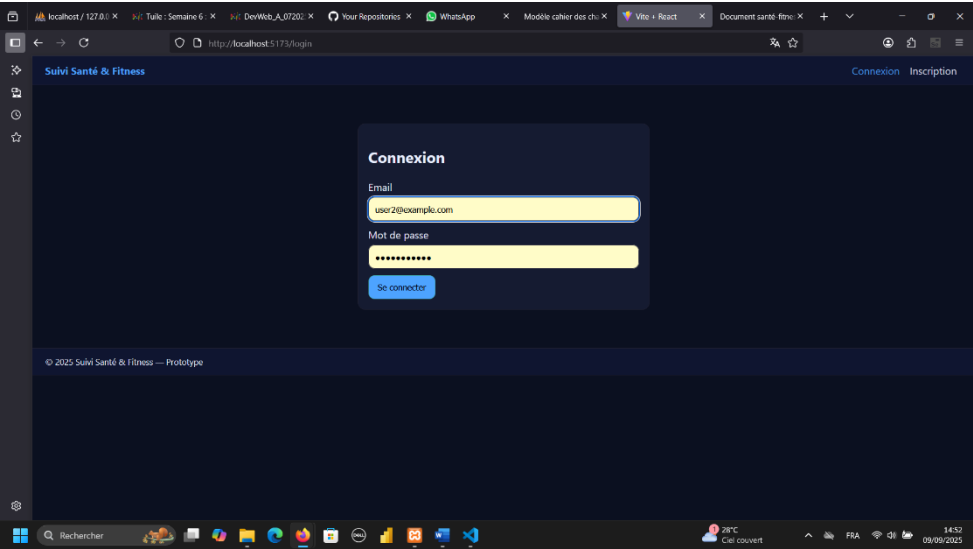 localhost / 127.0.0
Tuile : Semaine 6 :
DevWeb_A_07202
Your Repositories
WhatsApp
Modèle cahier des cha
Vite + React
Document santé-fitne
http://localhost:5173/login
Suivi Santé & Fitness
Connexion
Inscription
Connexion
Email
user2@example.com
Mot de passe
Se connecter
© 2025 Suivi Santé & Fitness — Prototype
Rechercher
1
28°C
Ciel couvert
FRA
14:52
09/09/2025